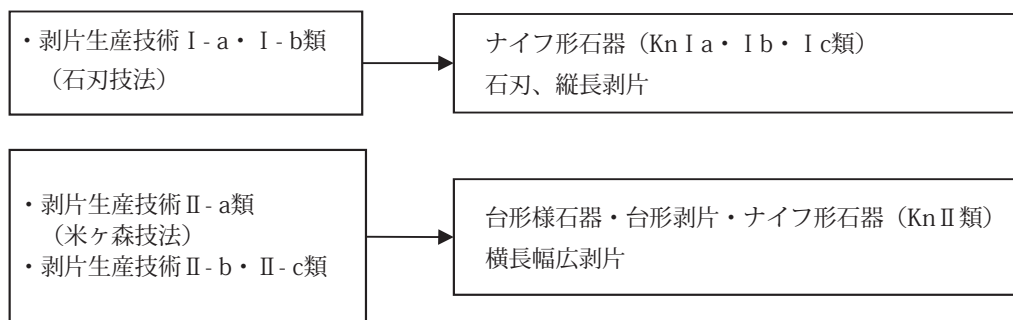 ・剥片生産技術Ⅰ- a・Ⅰ- b類
（石刃技法）
ナイフ形石器（KnⅠa・Ⅰb・Ⅰc類）
石刃、縦長剥片
・剥片生産技術Ⅱ- a類
（米ヶ森技法）
・剥片生産技術Ⅱ- b・Ⅱ- c類
台形様石器・台形剥片・ナイフ形石器（KnⅡ類）
横長幅広剥片